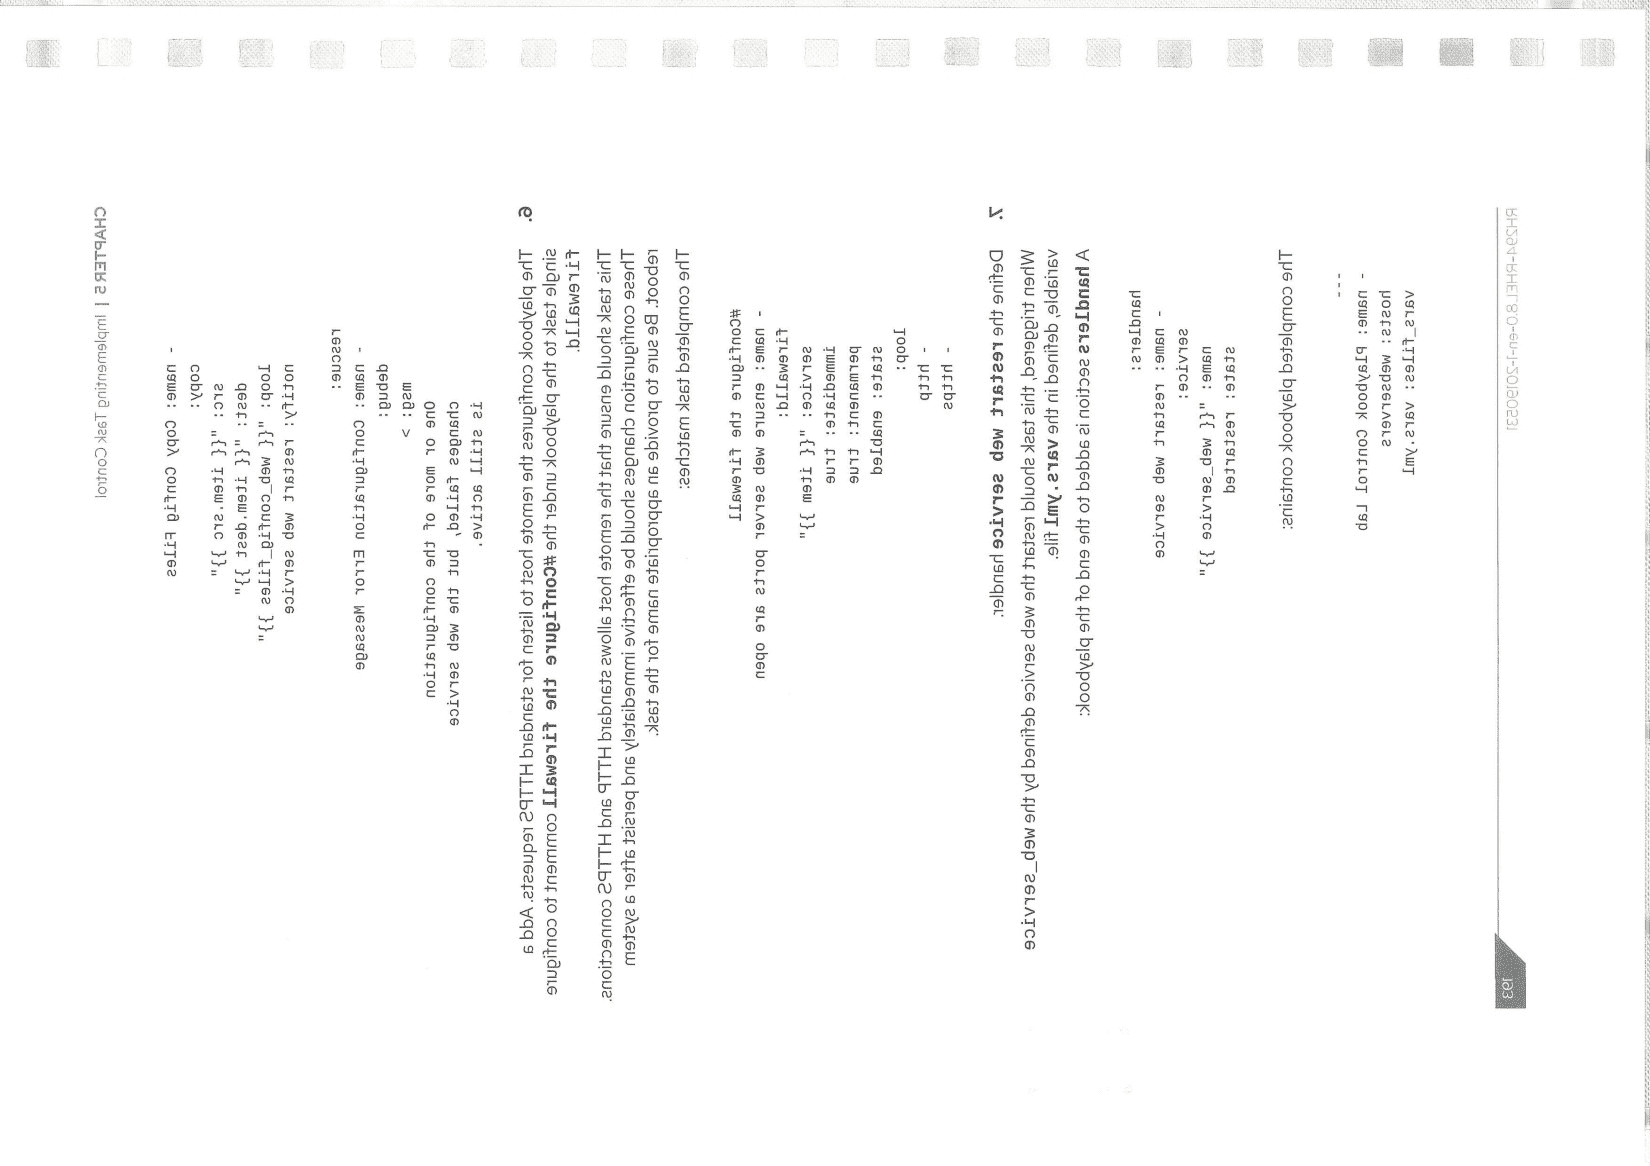 CHAPTER 5 | Implementing Task Control
- name: Copy Config Files
copy:
src: "{{ item.src }}"
dest: "{{ item.dest }}"
loop: "{{ web_config_files }}"
notify: restart web service
rescue:
- name: Configuration Error Message
debug:
msg: >
One or more of the configuration
changes failed, but the web service
is still active.
6. The playbook configures the remote host to listen for standard HTTPS requests. Add a
single task to the playbook under the #Configure the firewall comment to configure
firewalld.
This task should ensure that the remote host allows standard HTTP and HTTPS connections.
These configuration changes should be effective immediately and persist after a system
reboot. Be sure to provide an appropriate name for the task.
The completed task matches:
#Configure the firewall
- name: ensure web server ports are open
firewalld:
service: "{{ item }}"
immediate: true
permanent: true
state: enabled
loop:
- http
- https
7. Define the restart web service handler.
When triggered, this task should restart the web service defined by the web_service
variable, defined in the vars.yml file.
A handlers section is added to the end of the playbook:
handlers:
- name: restart web service
service:
name: "{{ web_service }}"
state: restarted
The completed playbook contains:
---
- name: Playbook Control Lab
hosts: webservers
vars_files: vars.yml
RH294-RHEL8.0-en-1-20190531 193